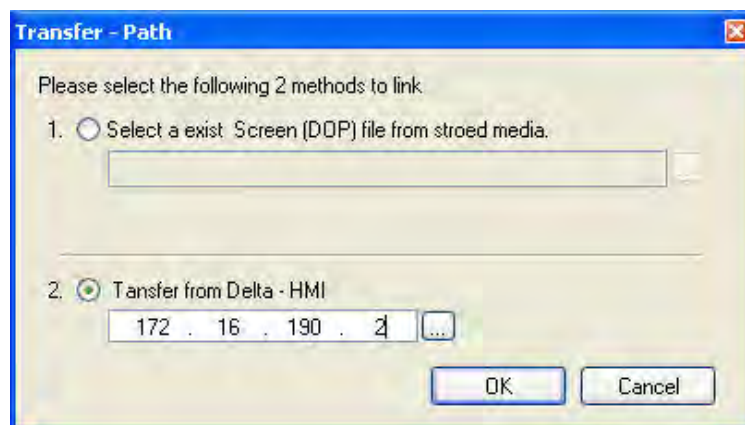 Transfer - Path
Please select the following 2 methods to link
1. Select a exist Screen (DOP) file from stroed media.
2. Tansfer from Delta - HMI
172 . 16 . 190 . 2 ...
OK Cancel